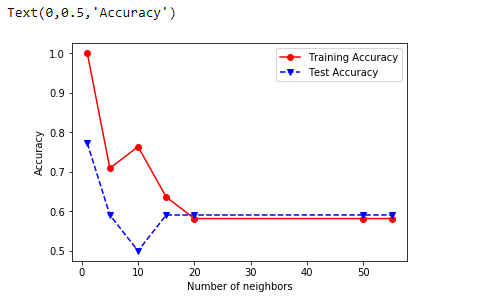 Text(0,0.5,'Accuracy')
1.0
0.9
0.8
0.7
0.6
0.5
Accuracy
Training Accuracy
Test Accuracy
0 10 20 30 40 50
Number of neighbors